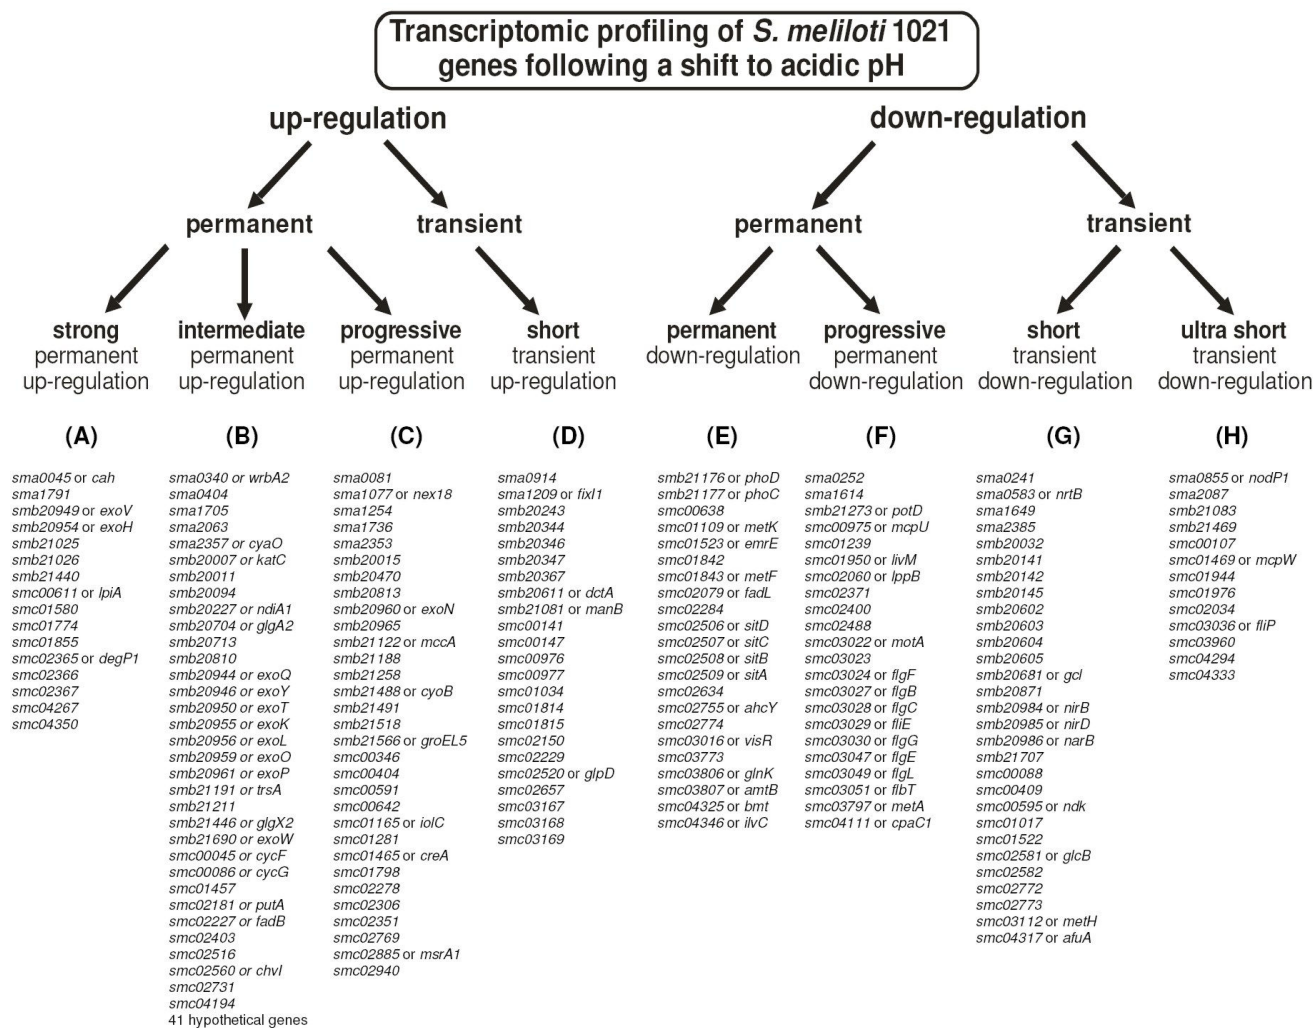 Transcriptomic profiling of S. meliloti 1021
genes following a shift to acidic pH
up-regulation
down-regulation
permanent
transient
permanent
transient
strong
permanent
up-regulation
intermediate
permanent
up-regulation
progressive
permanent
up-regulation
short
transient
up-regulation
permanent
down-regulation
progressive
permanent
down-regulation
short
transient
down-regulation
ultra short
transient
down-regulation
(A)
sma0045 or cah
sma1791
smb20949 or exoV
smb20954 or exoH
smb21025
smb21026
smb21440
smc00611 or lpiA
smc01580
smc01774
smc01855
smc02365 or degP1
smc02366
smc02367
smc04267
smc04350
(B)
sma0340 or wrbA2
sma0404
sma1705
sma2063
sma2357 or cyaO
smb20007 or katC
smb20011
smb20094
smb20227 or ndiA1
smb20704 or glgA2
smb20713
smb20810
smb20944 or exoQ
smb20946 or exoY
smb20950 or exoT
smb20955 or exoK
smb20956 or exoL
smb20959 or exoO
smb20961 or exoP
smb21191 or trsA
smb21211
smb21446 or glgX2
smb21690 or exoW
smc00045 or cycF
smc00086 or cycG
smc01457
smc02181 or putA
smc02227 or fadB
smc02403
smc02516
smc02560 or chvI
smc02731
smc04194
41 hypothetical genes
(C)
sma0081
sma1077 or nex18
sma1254
sma1736
sma2353
smb20015
smb20470
smb20813
smb20960 or exoN
smb20965
smb21122 or mccA
smb21188
smb21258
smb21488 or cyoB
smb21491
smb21518
smb21566 or groEL5
smc00346
smc00404
smc00591
smc00642
smc01165 or iolC
smc01281
smc01465 or creA
smc01798
smc02278
smc02306
smc02351
smc02769
smc02885 or msrA1
smc02940
(D)
sma0914
sma1209 or fixI1
smb20243
smb20344
smb20346
smb20347
smb20367
smb20611 or dctA
smb21081 or manB
smc00141
smc00147
smc00976
smc00977
smc01034
smc01814
smc01815
smc02150
smc02229
smc02520 or glpD
smc02657
smc03167
smc03168
smc03169
(E)
smb21176 or phoD
smb21177 or phoC
smc00638
smc01109 or metK
smc01523 or emrE
smc01842
smc01843 or metF
smc02079 or fadL
smc02284
smc02506 or sitD
smc02507 or sitC
smc02508 or sitB
smc02509 or sitA
smc02634
smc02755 or ahcY
smc02774
smc03016 or visR
smc03773
smc03806 or glnK
smc03807 or amtB
smc04325 or bmt
smc04346 or ilvC
(F)
sma0252
sma1614
smb21273 or potD
smc00975 or mcpU
smc01239
smc01950 or livM
smc02060 or lppB
smc02371
smc02400
smc02488
smc03022 or motA
smc03023
smc03024 or flgF
smc03027 or flgB
smc03028 or flgC
smc03029 or fliE
smc03030 or flgG
smc03047 or flgE
smc03049 or flgL
smc03051 or flbT
smc03797 or metA
smc04111 or cpaC1
(G)
sma0241
sma0583 or nrtB
sma1649
sma2385
smb20032
smb20141
smb20142
smb20145
smb20602
smb20603
smb20604
smb20605
smb20681 or gcl
smb20871
smb20984 or nirB
smb20985 or nirD
smb20986 or narB
smb21707
smc00088
smc00409
smc00595 or ndk
smc01017
smc01522
smc02581 or glcB
smc02582
smc02772
smc02773
smc03112 or metH
smc04317 or afuA
(H)
sma0855 or nodP1
sma2087
smb21083
smb21469
smc00107
smc01469 or mcpW
smc01944
smc01976
smc02034
smc03036 or fliP
smc03960
smc04294
smc04333